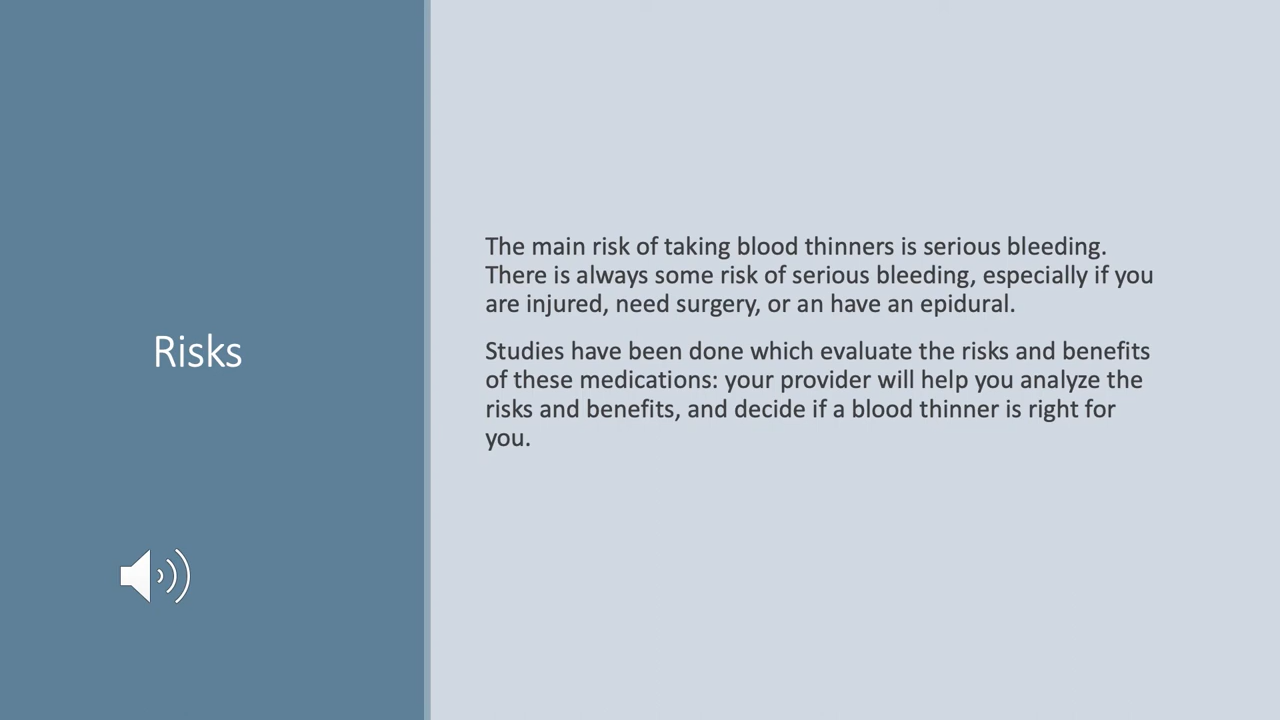 Risks
The main risk of taking blood thinners is serious bleeding.
There is always some risk of serious bleeding, especially if you
are injured, need surgery, or an have an epidural.
Studies have been done which evaluate the risks and benefits
of these medications: your provider will help you analyze the
risks and benefits, and decide if a blood thinner is right for
you.